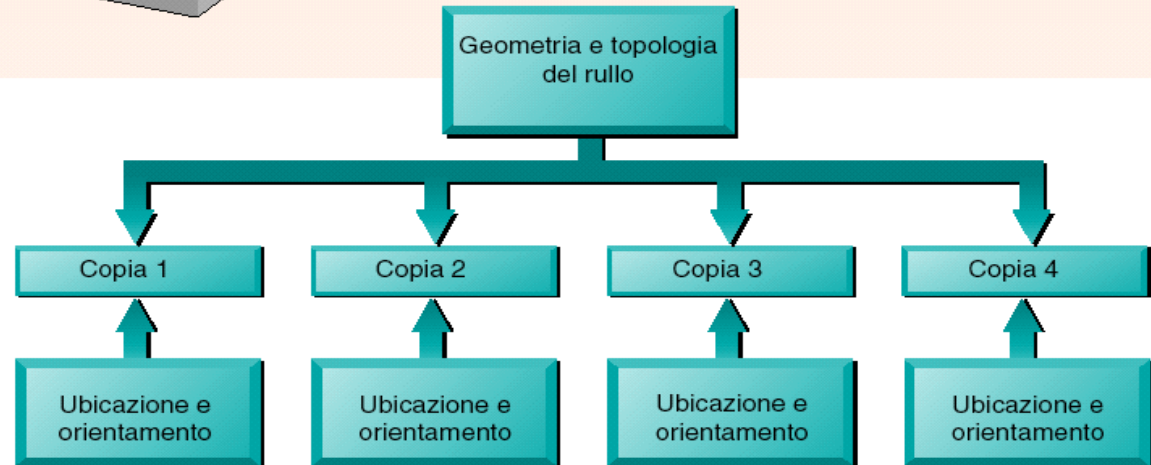 Geometria e topologia
del rullo
Copia 1
Copia 2
Copia 3
Copia 4
Ubicazione e
orientamento
Ubicazione e
orientamento
Ubicazione e
orientamento
Ubicazione e
orientamento